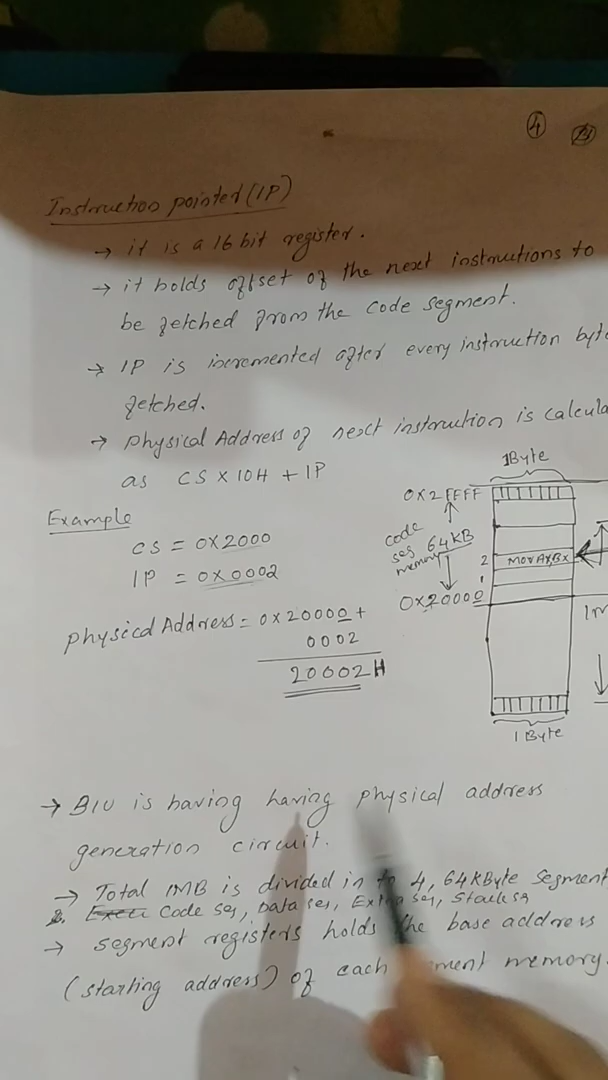 4
Instruction pointed (IP)
→ it is a 16 bit register.
→ it holds offset of the next instructions to
be fetched from the code segment.
→ IP is incremented after every instruction byte
fetched.
→ physical Address of next instruction is calcula
as CS X 10H + IP
Example
CS = 0X2000
IP = 0X0002
physical Address = 0X20000 +
0002
20002H
1Byte
0X2FFFF
code
seg 64KB
memory
2 MOV AX,BX
1
0X20000
1M
1 Byte
→ BIU is having having physical address
generation circuit.
→ Total 1MB is divided in to 4, 64kByte segment
Code seg, Data seg, Extra seg, Stack sg
→ segment registers holds the base address
(starting address) of each ment memory.